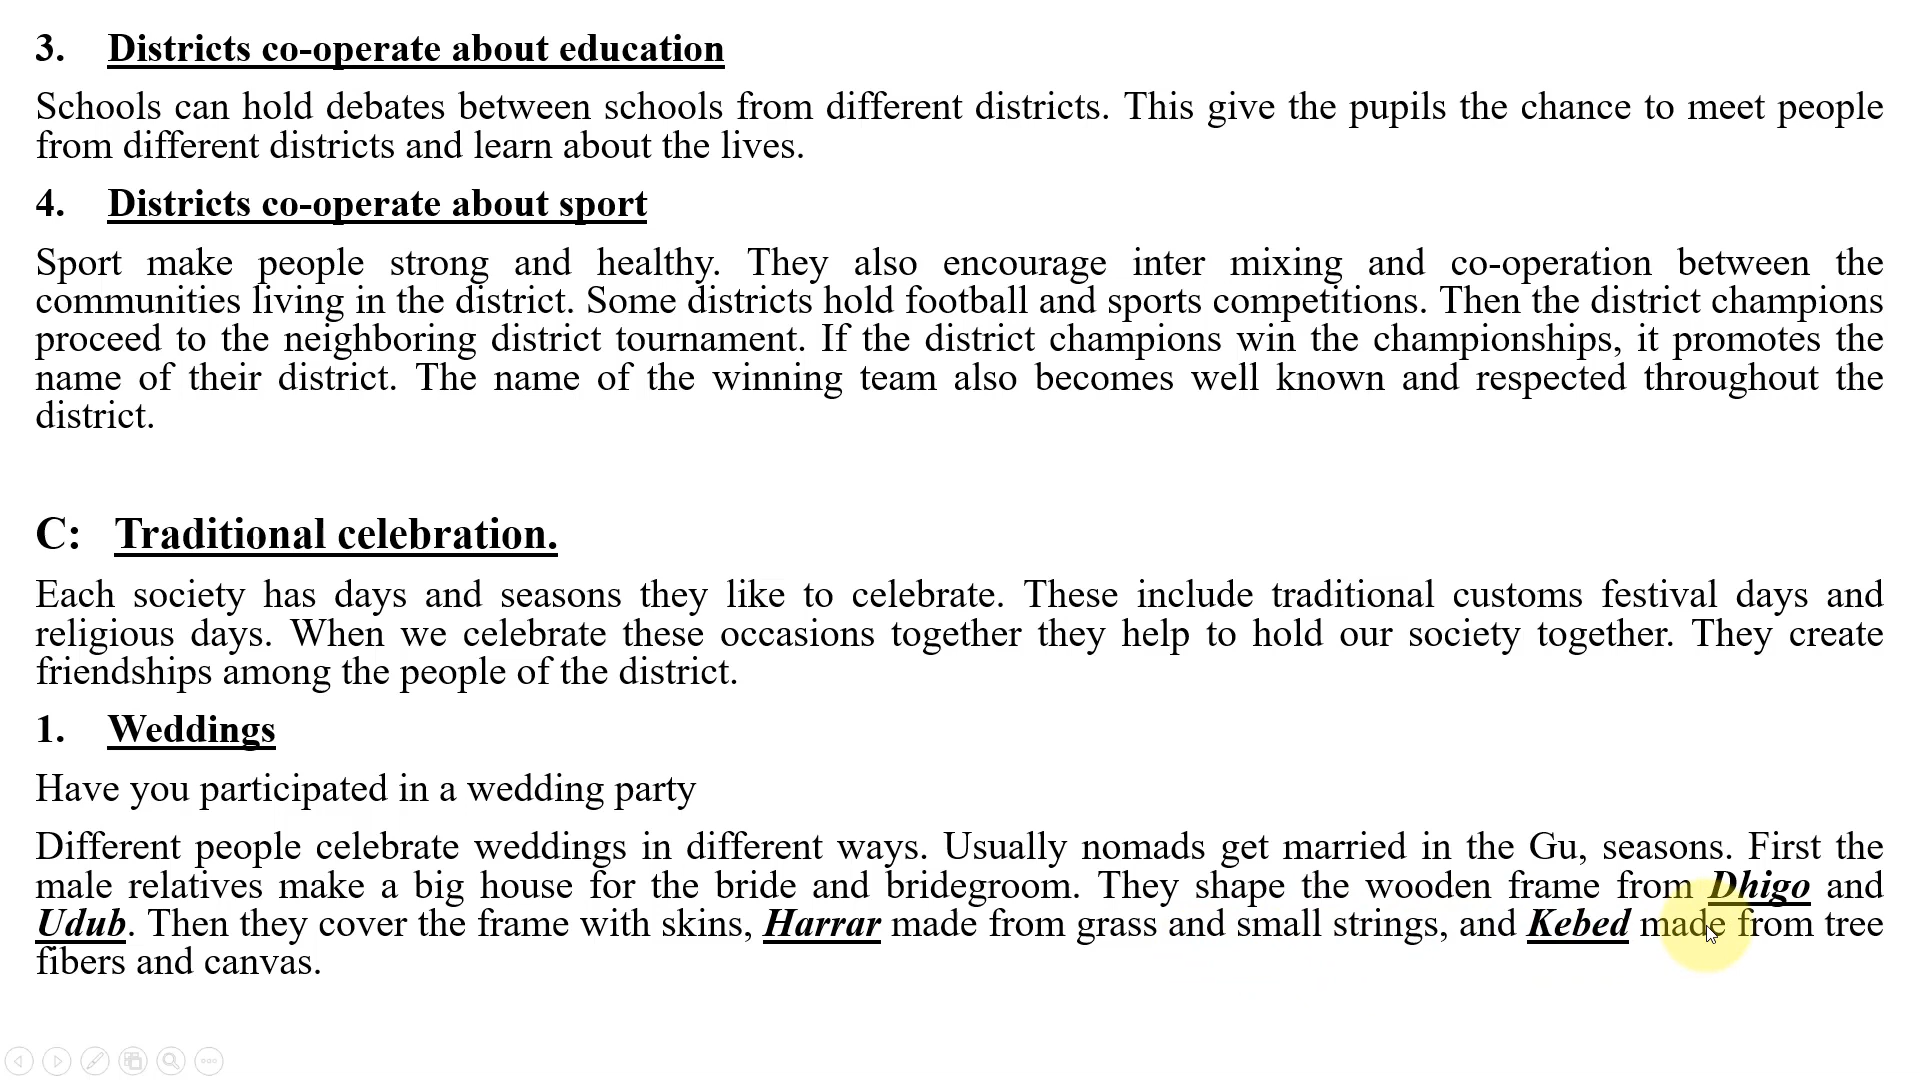 3. Districts co-operate about education
Schools can hold debates between schools from different districts. This give the pupils the chance to meet people
from different districts and learn about the lives.
4. Districts co-operate about sport
Sport make people strong and healthy. They also encourage inter mixing and co-operation between the
communities living in the district. Some districts hold football and sports competitions. Then the district champions
proceed to the neighboring district tournament. If the district champions win the championships, it promotes the
name of their district. The name of the winning team also becomes well known and respected throughout the
district.
C: Traditional celebration.
Each society has days and seasons they like to celebrate. These include traditional customs festival days and
religious days. When we celebrate these occasions together they help to hold our society together. They create
friendships among the people of the district.
1. Weddings
Have you participated in a wedding party
Different people celebrate weddings in different ways. Usually nomads get married in the Gu, seasons. First the
male relatives make a big house for the bride and bridegroom. They shape the wooden frame from Dhigo and
Udub. Then they cover the frame with skins, Harrar made from grass and small strings, and Kebed made from tree
fibers and canvas.